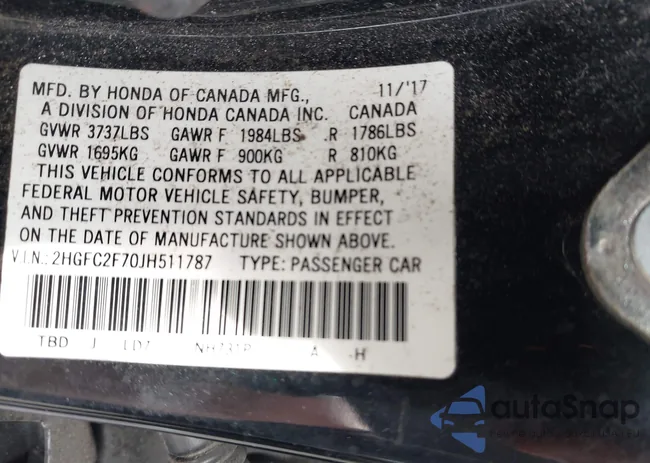 MFD. BY HONDA OF CANADA MFG., 11/'17
A DIVISION OF HONDA CANADA INC. CANADA
GVWR 3737LBS GAWR F 1984LBS R 1786LBS
GVWR 1695KG GAWR F 900KG R 810KG
THIS VEHICLE CONFORMS TO ALL APPLICABLE
FEDERAL MOTOR VEHICLE SAFETY, BUMPER,
AND THEFT PREVENTION STANDARDS IN EFFECT
ON THE DATE OF MANUFACTURE SHOWN ABOVE.
V.I.N.: 2HGFC2F70JH511787 TYPE: PASSENGER CAR
TBD J NH731P A -H
autoSnap